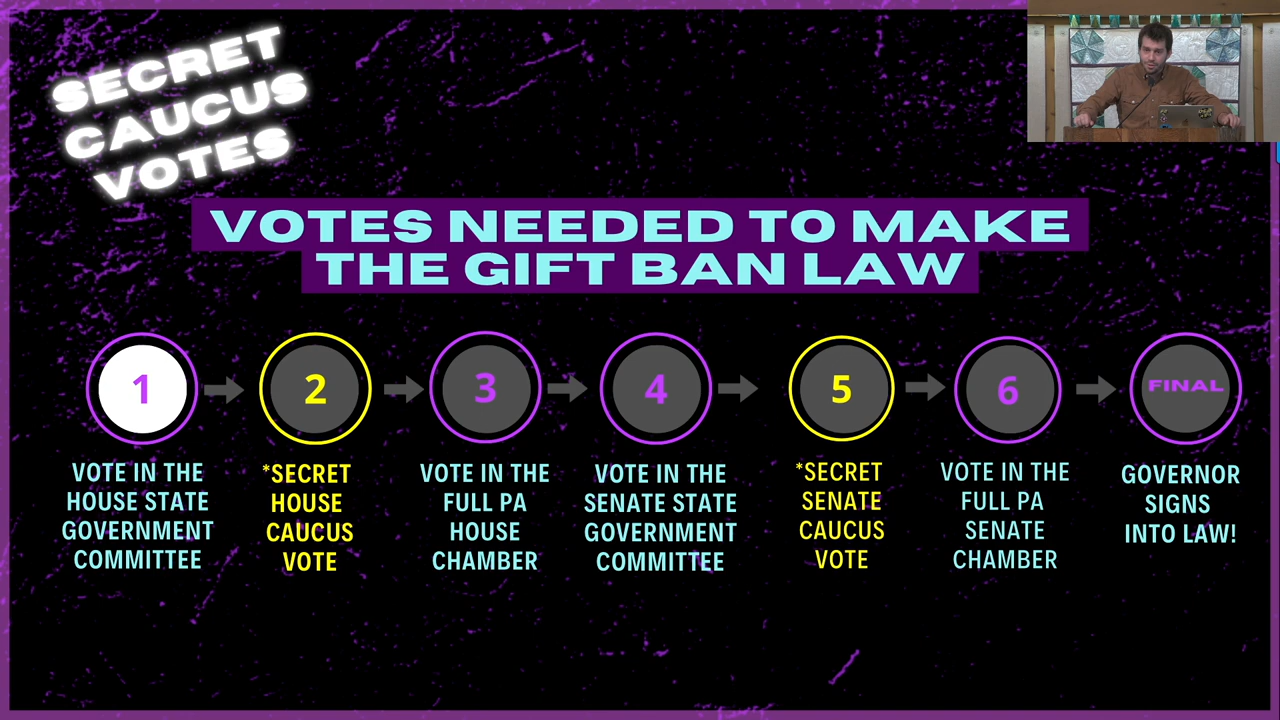 SECRET
CAUCUS
VOTES
VOTES NEEDED TO MAKE
THE GIFT BAN LAW
1
VOTE IN THE
HOUSE STATE
GOVERNMENT
COMMITTEE
2
*SECRET
HOUSE
CAUCUS
VOTE
3
VOTE IN THE
FULL PA
HOUSE
CHAMBER
4
VOTE IN THE
SENATE STATE
GOVERNMENT
COMMITTEE
5
*SECRET
SENATE
CAUCUS
VOTE
6
VOTE IN THE
FULL PA
SENATE
CHAMBER
FINAL
GOVERNOR
SIGNS
INTO LAW!